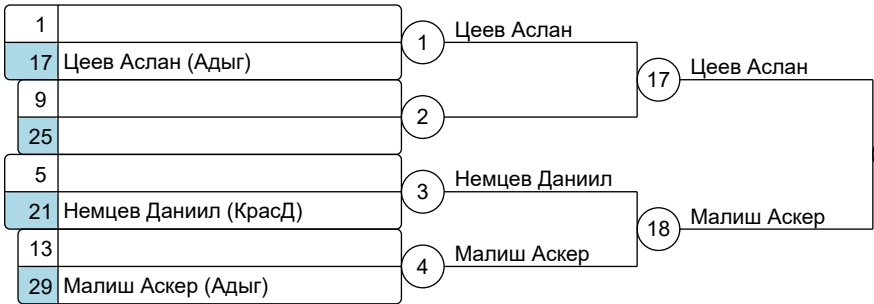 1
17 Цеев Аслан (Адыг)
9
25
5
21 Немцев Даниил (КрасД)
13
29 Малиш Аскер (Адыг)
1 Цеев Аслан
2
3 Немцев Даниил
4 Малиш Аскер
17 Цеев Аслан
18 Малиш Аскер